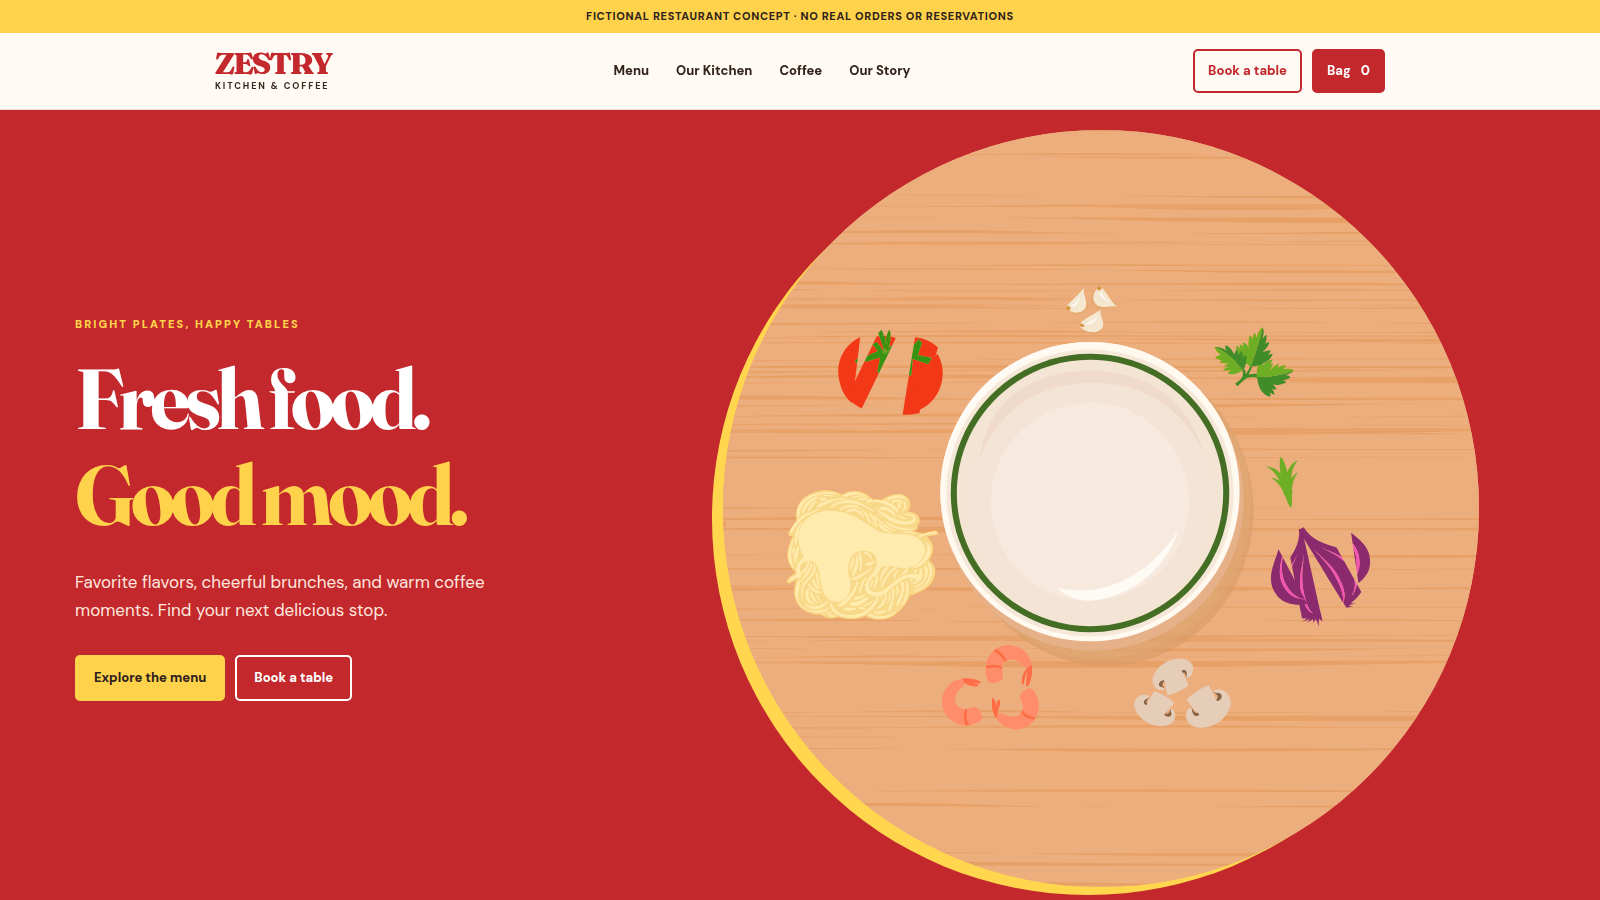 FICTIONAL RESTAURANT CONCEPT · NO REAL ORDERS OR RESERVATIONS
ZESTRY
KITCHEN & COFFEE
Menu
Our Kitchen
Coffee
Our Story
Book a table
Bag 0
BRIGHT PLATES, HAPPY TABLES
Fresh food.
Good mood.
Favorite flavors, cheerful brunches, and warm coffee
moments. Find your next delicious stop.
Explore the menu
Book a table